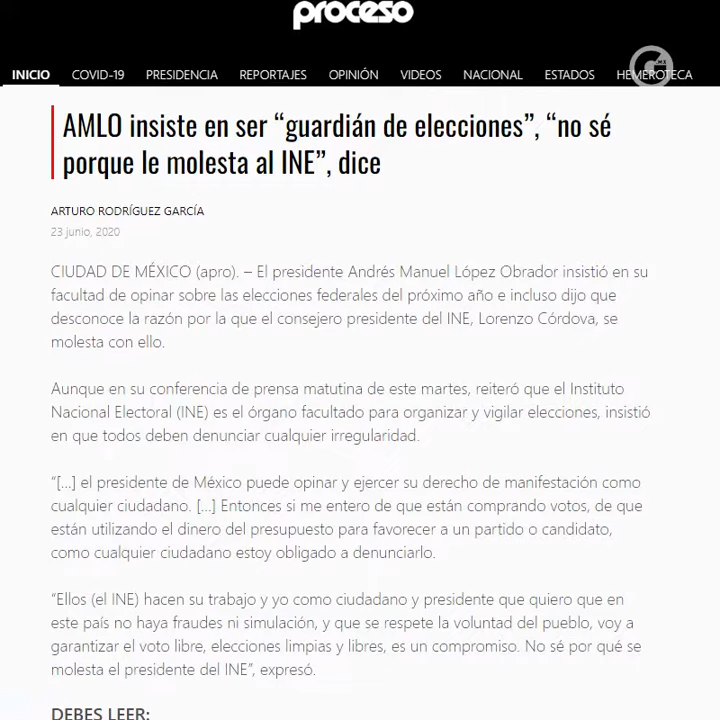 proceso
INICIO COVID-19 PRESIDENCIA REPORTAJES OPINIÓN VIDEOS NACIONAL ESTADOS HEMEROTECA
AMLO insiste en ser “guardián de elecciones”, “no sé
porque le molesta al INE”, dice
ARTURO RODRÍGUEZ GARCÍA
23 junio, 2020
CIUDAD DE MÉXICO (apro). – El presidente Andrés Manuel López Obrador insistió en su
facultad de opinar sobre las elecciones federales del próximo año e incluso dijo que
desconoce la razón por la que el consejero presidente del INE, Lorenzo Córdova, se
molesta con ello.
Aunque en su conferencia de prensa matutina de este martes, reiteró que el Instituto
Nacional Electoral (INE) es el órgano facultado para organizar y vigilar elecciones, insistió
en que todos deben denunciar cualquier irregularidad.
“[…] el presidente de México puede opinar y ejercer su derecho de manifestación como
cualquier ciudadano. […] Entonces si me entero de que están comprando votos, de que
están utilizando el dinero del presupuesto para favorecer a un partido o candidato,
como cualquier ciudadano estoy obligado a denunciarlo.
“Ellos (el INE) hacen su trabajo y yo como ciudadano y presidente que quiero que en
este país no haya fraudes ni simulación, y que se respete la voluntad del pueblo, voy a
garantizar el voto libre, elecciones limpias y libres, es un compromiso. No sé por qué se
molesta el presidente del INE”, expresó.
DEBES LEER: